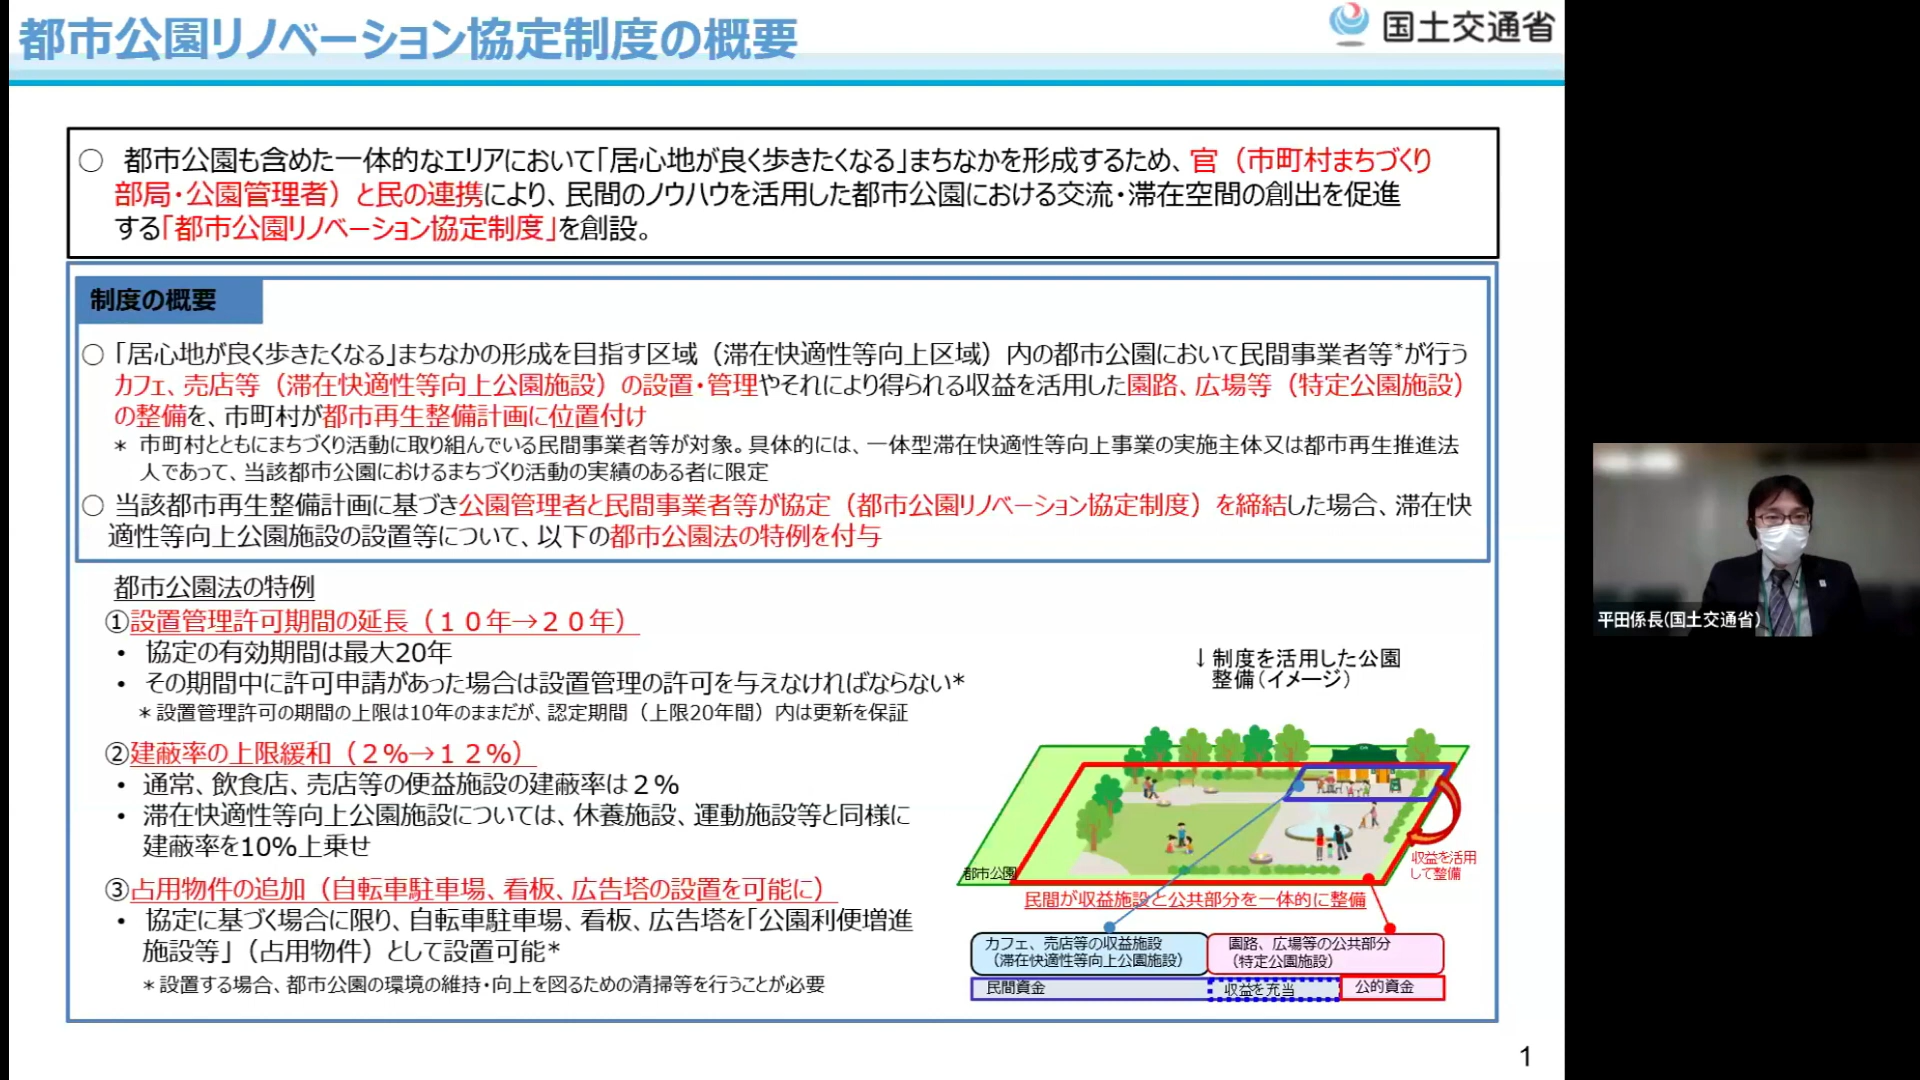 都市公園リノベーション協定制度の概要
国土交通省
○ 都市公園も含めた一体的なエリアにおいて「居心地が良く歩きたくなる」まちなかを形成するため、官（市町村まちづくり
部局・公園管理者）と民の連携により、民間のノウハウを活用した都市公園における交流・滞在空間の創出を促進
する「都市公園リノベーション協定制度」を創設。
制度の概要
○「居心地が良く歩きたくなる」まちなかの形成を目指す区域（滞在快適性等向上区域）内の都市公園において民間事業者等*が行う
カフェ、売店等（滞在快適性等向上公園施設）の設置・管理やそれにより得られる収益を活用した園路、広場等（特定公園施設）
の整備を、市町村が都市再生整備計画に位置付け
* 市町村とともにまちづくり活動に取り組んでいる民間事業者等が対象。具体的には、一体型滞在快適性等向上事業の実施主体又は都市再生推進法
人であって、当該都市公園におけるまちづくり活動の実績のある者に限定
○ 当該都市再生整備計画に基づき公園管理者と民間事業者等が協定（都市公園リノベーション協定制度）を締結した場合、滞在快
適性等向上公園施設の設置等について、以下の都市公園法の特例を付与
都市公園法の特例
①設置管理許可期間の延長（１０年→２０年）
• 協定の有効期間は最大20年
• その期間中に許可申請があった場合は設置管理の許可を与えなければならない*
*設置管理許可の期間の上限は10年のままだが、認定期間（上限20年間）内は更新を保証
②建蔽率の上限緩和（２%→１２%）
• 通常、飲食店、売店等の便益施設の建蔽率は２%
• 滞在快適性等向上公園施設については、休養施設、運動施設等と同様に
建蔽率を10%上乗せ
③占用物件の追加（自転車駐車場、看板、広告塔の設置を可能に）
• 協定に基づく場合に限り、自転車駐車場、看板、広告塔を「公園利便増進
施設等」（占用物件）として設置可能*
*設置する場合、都市公園の環境の維持・向上を図るための清掃等を行うことが必要
↓制度を活用した公園
整備（イメージ）
都市公園
収益を活用
して整備
民間が収益施設と公共部分を一体的に整備
カフェ、売店等の収益施設
（滞在快適性等向上公園施設）
園路、広場等の公共部分
（特定公園施設）
民間資金
収益を充当
公的資金
1
平田係長(国土交通省)